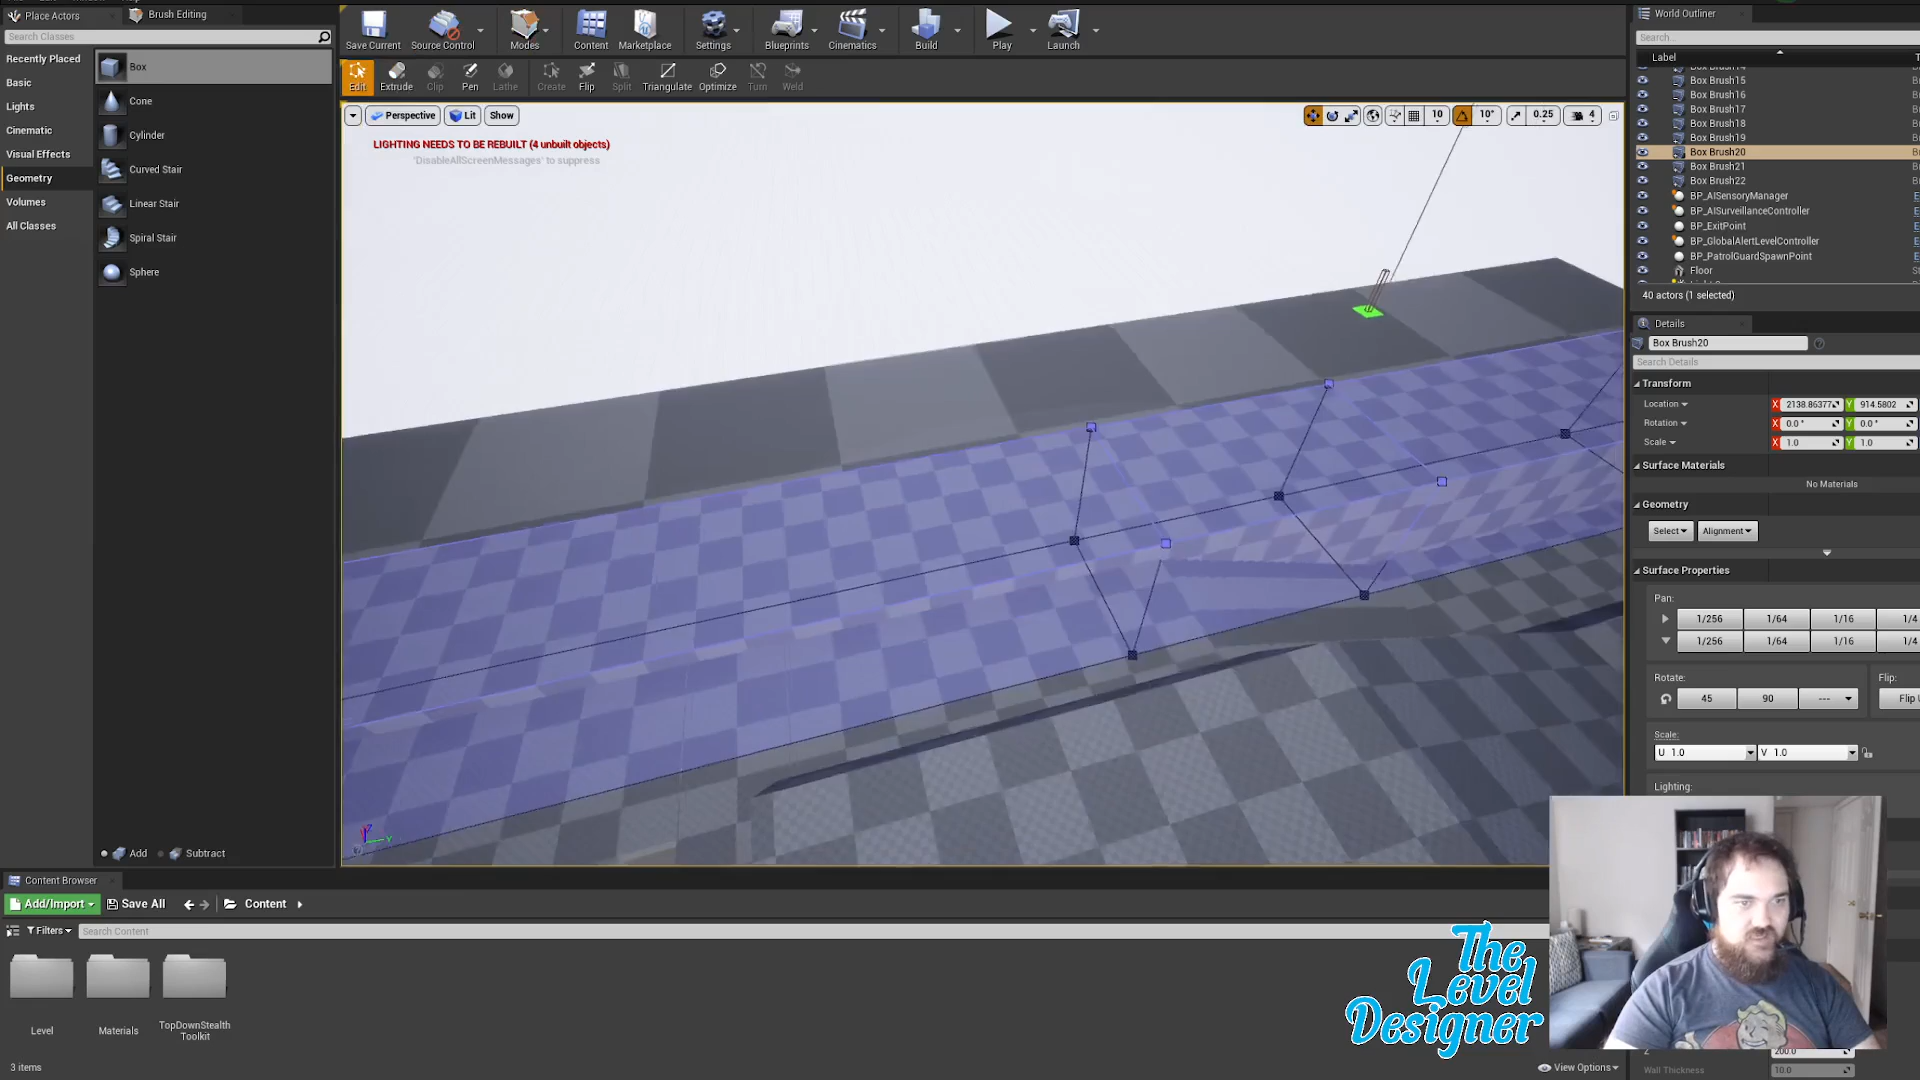 Place Actors
Brush Editing
Search Classes
Recently Placed
Basic
Lights
Cinematic
Visual Effects
Geometry
Volumes
All Classes
Box
Cone
Cylinder
Curved Stair
Linear Stair
Spiral Stair
Sphere
Add
Subtract
Save Current
Source Control
Modes
Content
Marketplace
Settings
Blueprints
Cinematics
Build
Play
Launch
Edit
Extrude
Clip
Pen
Lathe
Create
Flip
Split
Triangulate
Optimize
Turn
Weld
Perspective
Lit
Show
10
10°
0.25
4
LIGHTING NEEDS TO BE REBUILT (4 unbuilt objects)
'DisableAllScreenMessages' to suppress
World Outliner
Search...
Label
Box Brush14
Box Brush15
Box Brush16
Box Brush17
Box Brush18
Box Brush19
Box Brush20
Box Brush21
Box Brush22
BP_AISensoryManager
BP_AISurveillanceController
BP_ExitPoint
BP_GlobalAlertLevelController
BP_PatrolGuardSpawnPoint
Floor
40 actors (1 selected)
Details
Box Brush20
Search Details
Transform
Location X 2138.86377 Y 914.5802
Rotation X 0.0 ° Y 0.0 °
Scale X 1.0 Y 1.0
Surface Materials
No Materials
Geometry
Select
Alignment
Surface Properties
Pan:
1/256 1/64 1/16 1/4
1/256 1/64 1/16 1/4
Rotate:
Flip:
45 90 ---
Flip U
Scale:
U 1.0 V 1.0
Lighting:
Z 200.0
Wall Thickness 10.0
Content Browser
Add/Import
Save All
Content
Filters
Search Content
Level
Materials
TopDownStealth
Toolkit
3 items
View Options
The
Level
Designer